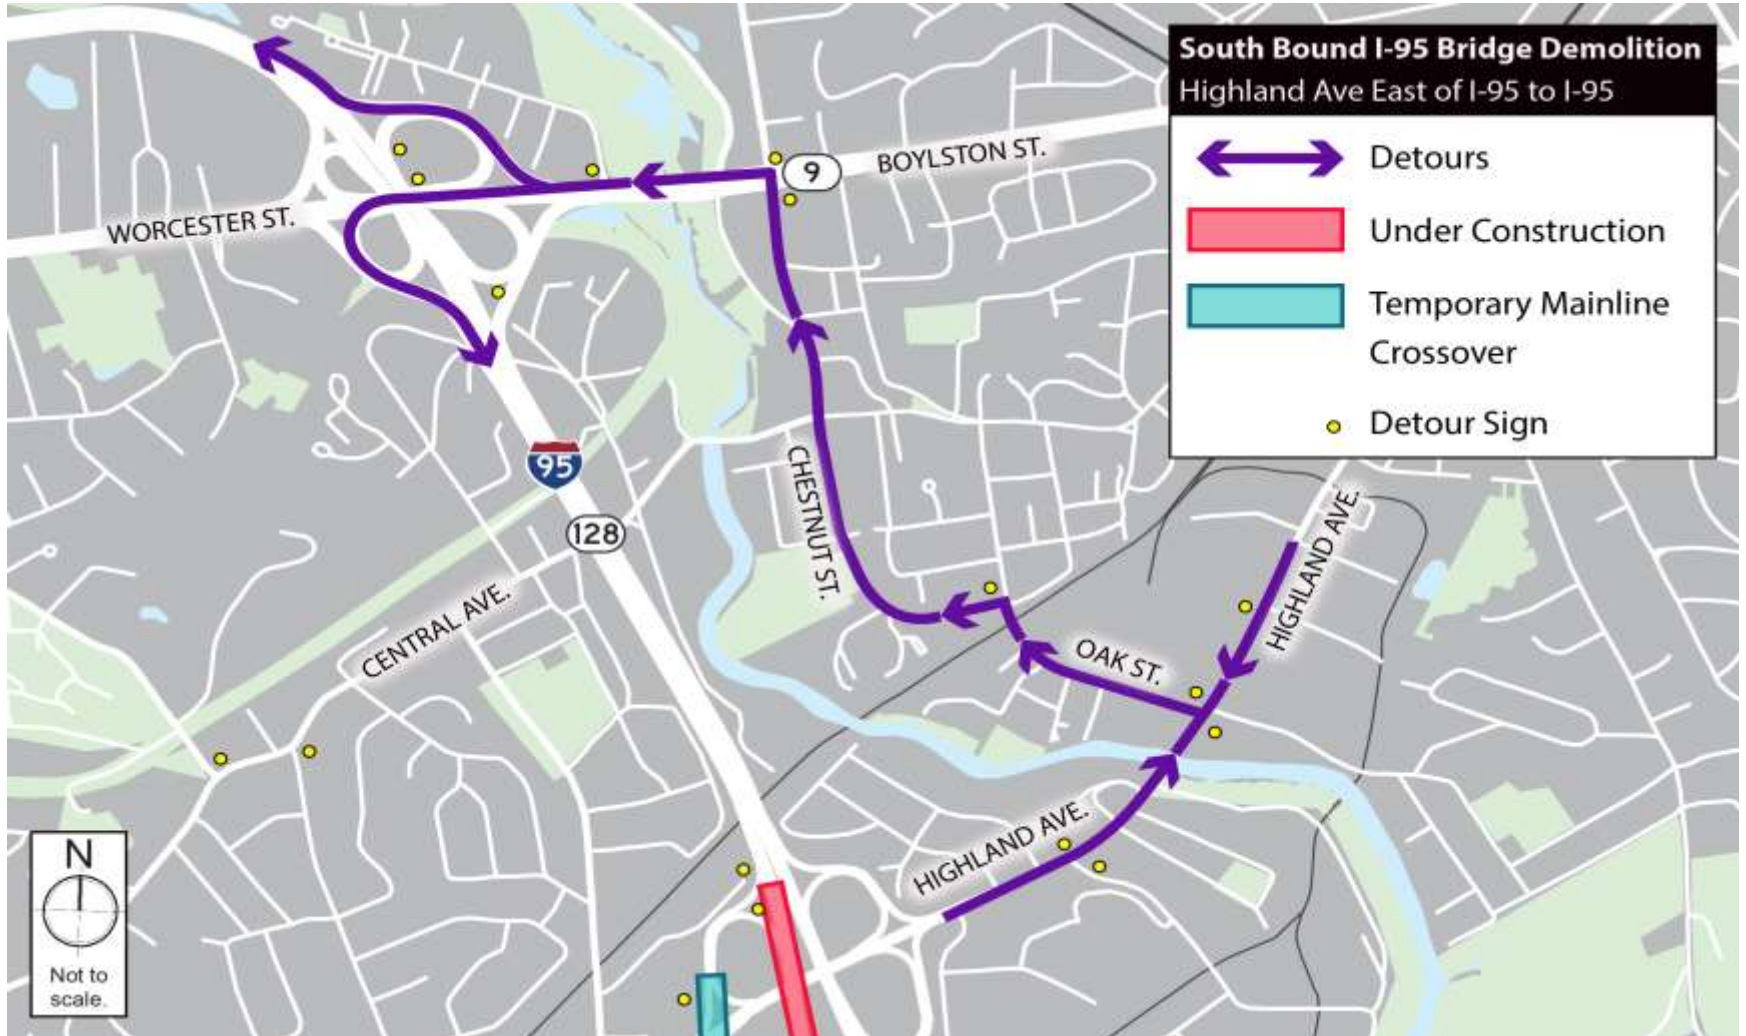 South Bound I-95 Bridge Demolition
Highland Ave East of I-95 to I-95
Detours
Under Construction
Temporary Mainline
Crossover
Detour Sign
9
BOYLSTON ST.
WORCESTER ST.
95
128
CHESTNUT ST.
HIGHLAND AVE.
CENTRAL AVE.
OAK ST.
HIGHLAND AVE.
N
Not to
scale.